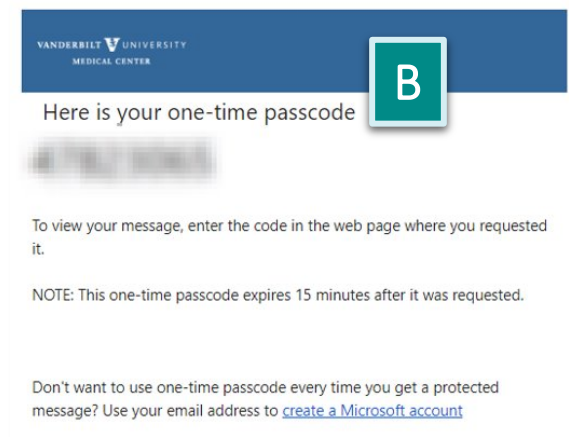 VANDERBILT UNIVERSITY
MEDICAL CENTER
B
Here is your one-time passcode
To view your message, enter the code in the web page where you requested
it.
NOTE: This one-time passcode expires 15 minutes after it was requested.
Don't want to use one-time passcode every time you get a protected
message? Use your email address to create a Microsoft account